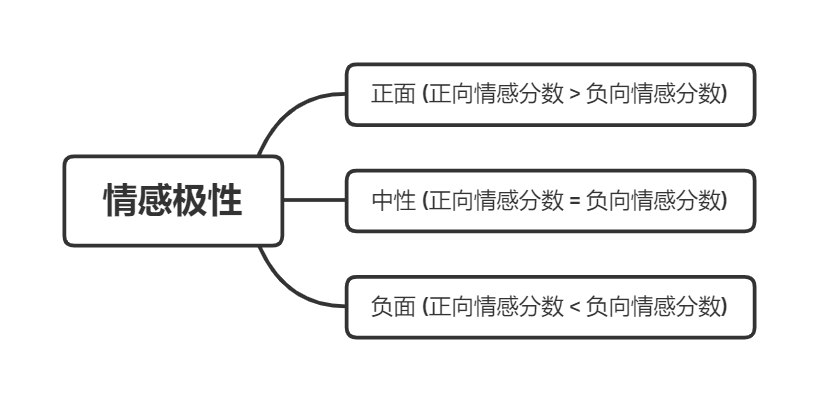 正面 (正向情感分数 > 负向情感分数)
情感极性
中性 (正向情感分数 = 负向情感分数)
负面 (正向情感分数 < 负向情感分数)